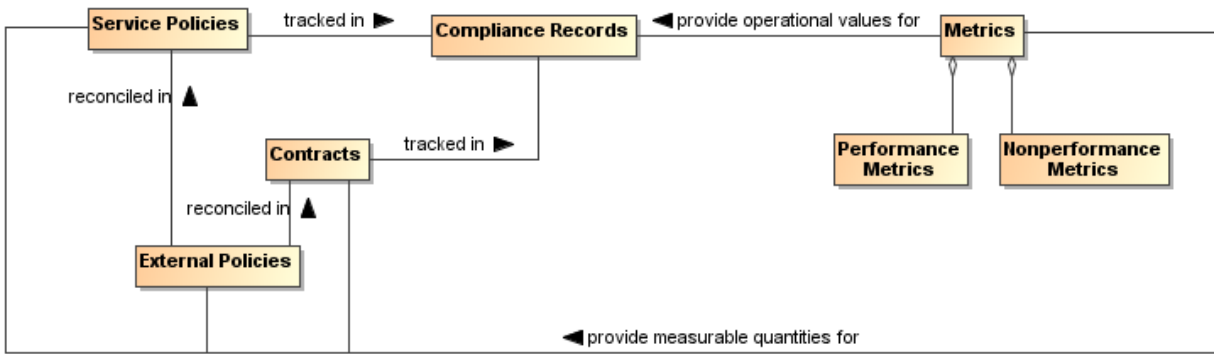 Service Policies
tracked in
Compliance Records
provide operational values for
Metrics
reconciled in
Contracts
tracked in
Performance
Metrics
Nonperformance
Metrics
reconciled in
External Policies
provide measurable quantities for